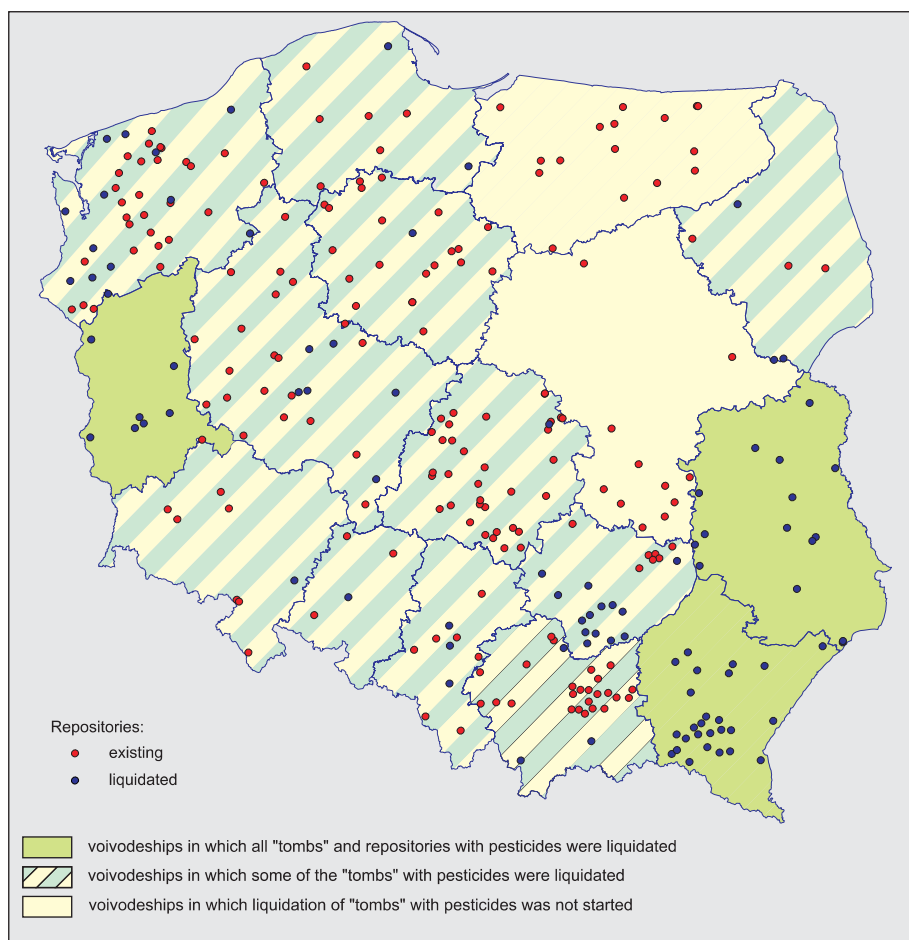 Repositories:
existing
liquidated
voivodeships in which all "tombs" and repositories with pesticides were liquidated
voivodeships in which some of the "tombs" with pesticides were liquidated
voivodeships in which liquidation of "tombs" with pesticides was not started